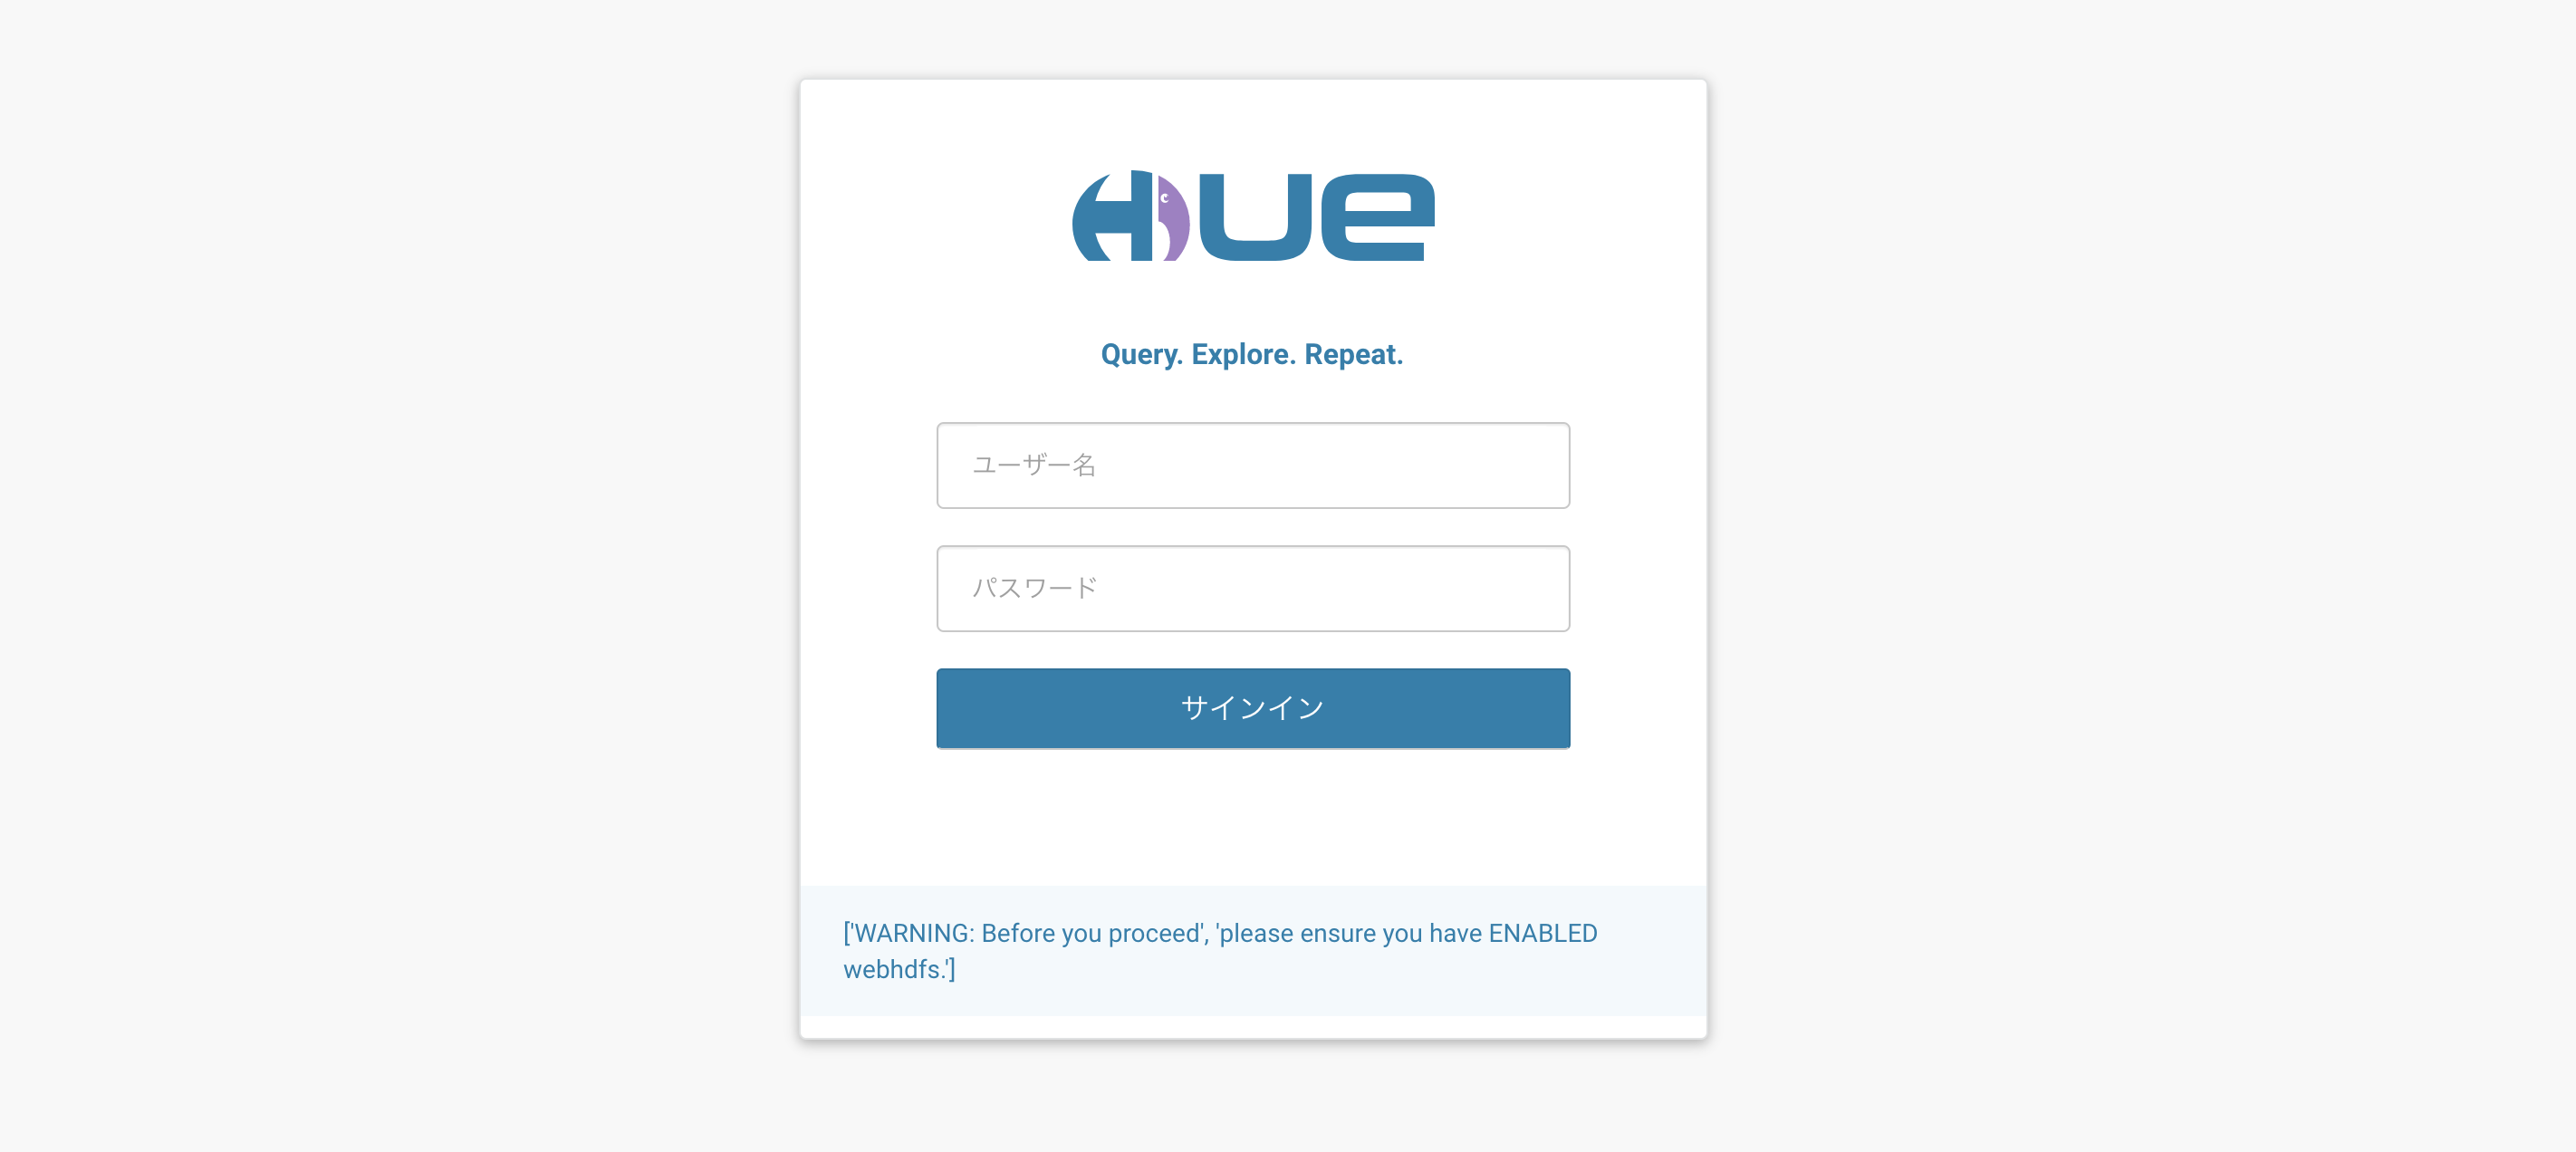 HUE
Query. Explore. Repeat.
ユーザー名
パスワード
サインイン
['WARNING: Before you proceed', 'please ensure you have ENABLED
webhdfs.']